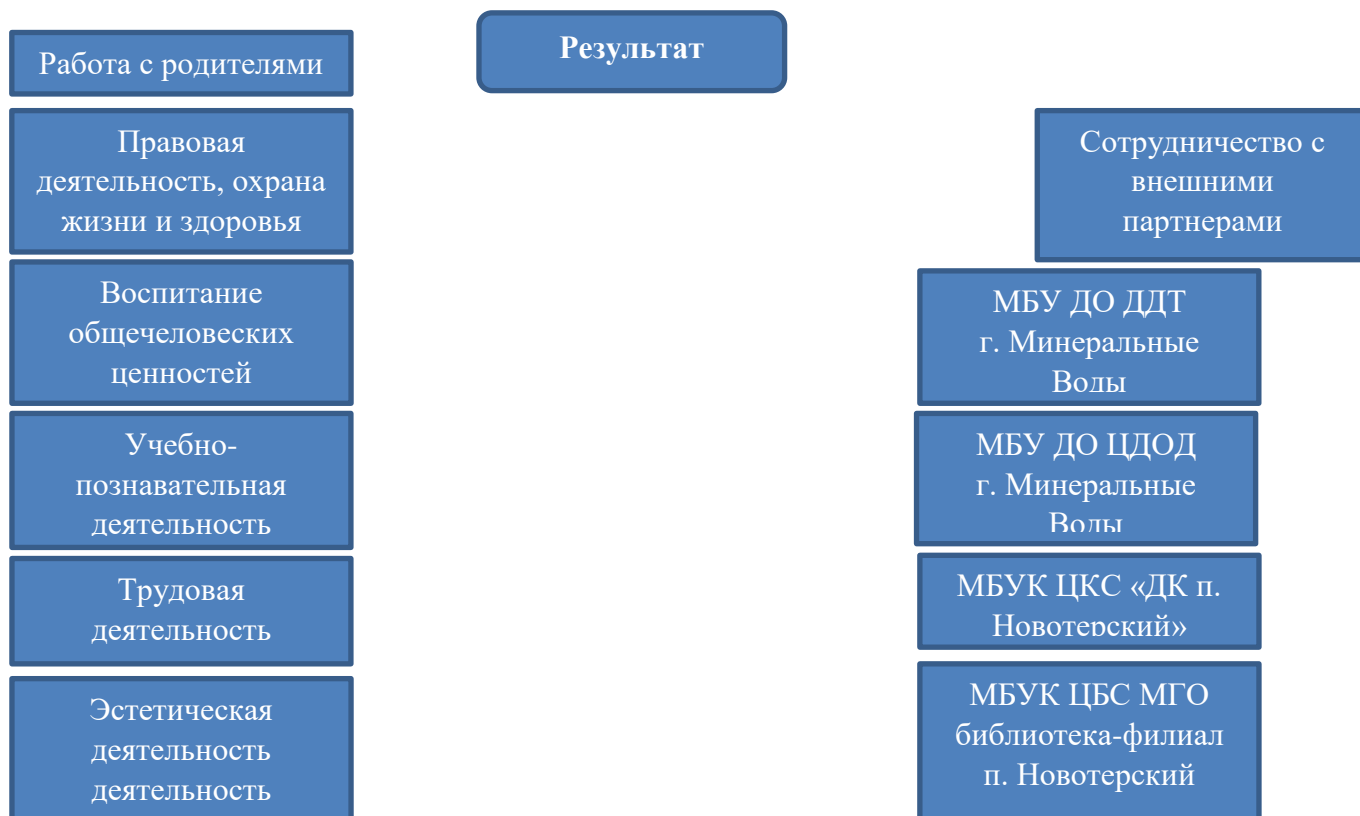 Результат
Работа с родителями
Правовая
деятельность, охрана
жизни и здоровья
Воспитание
общечеловеских
ценностей
Учебно-
познавательная
деятельность
Трудовая
деятельность
Эстетическая
деятельность
деятельность
Сотрудничество с
внешними
партнерами
МБУ ДО ДДТ
г. Минеральные
Воды
МБУ ДО ЦДОД
г. Минеральные
Воды
МБУК ЦКС «ДК п.
Новотерский»
МБУК ЦБС МГО
библиотека-филиал
п. Новотерский